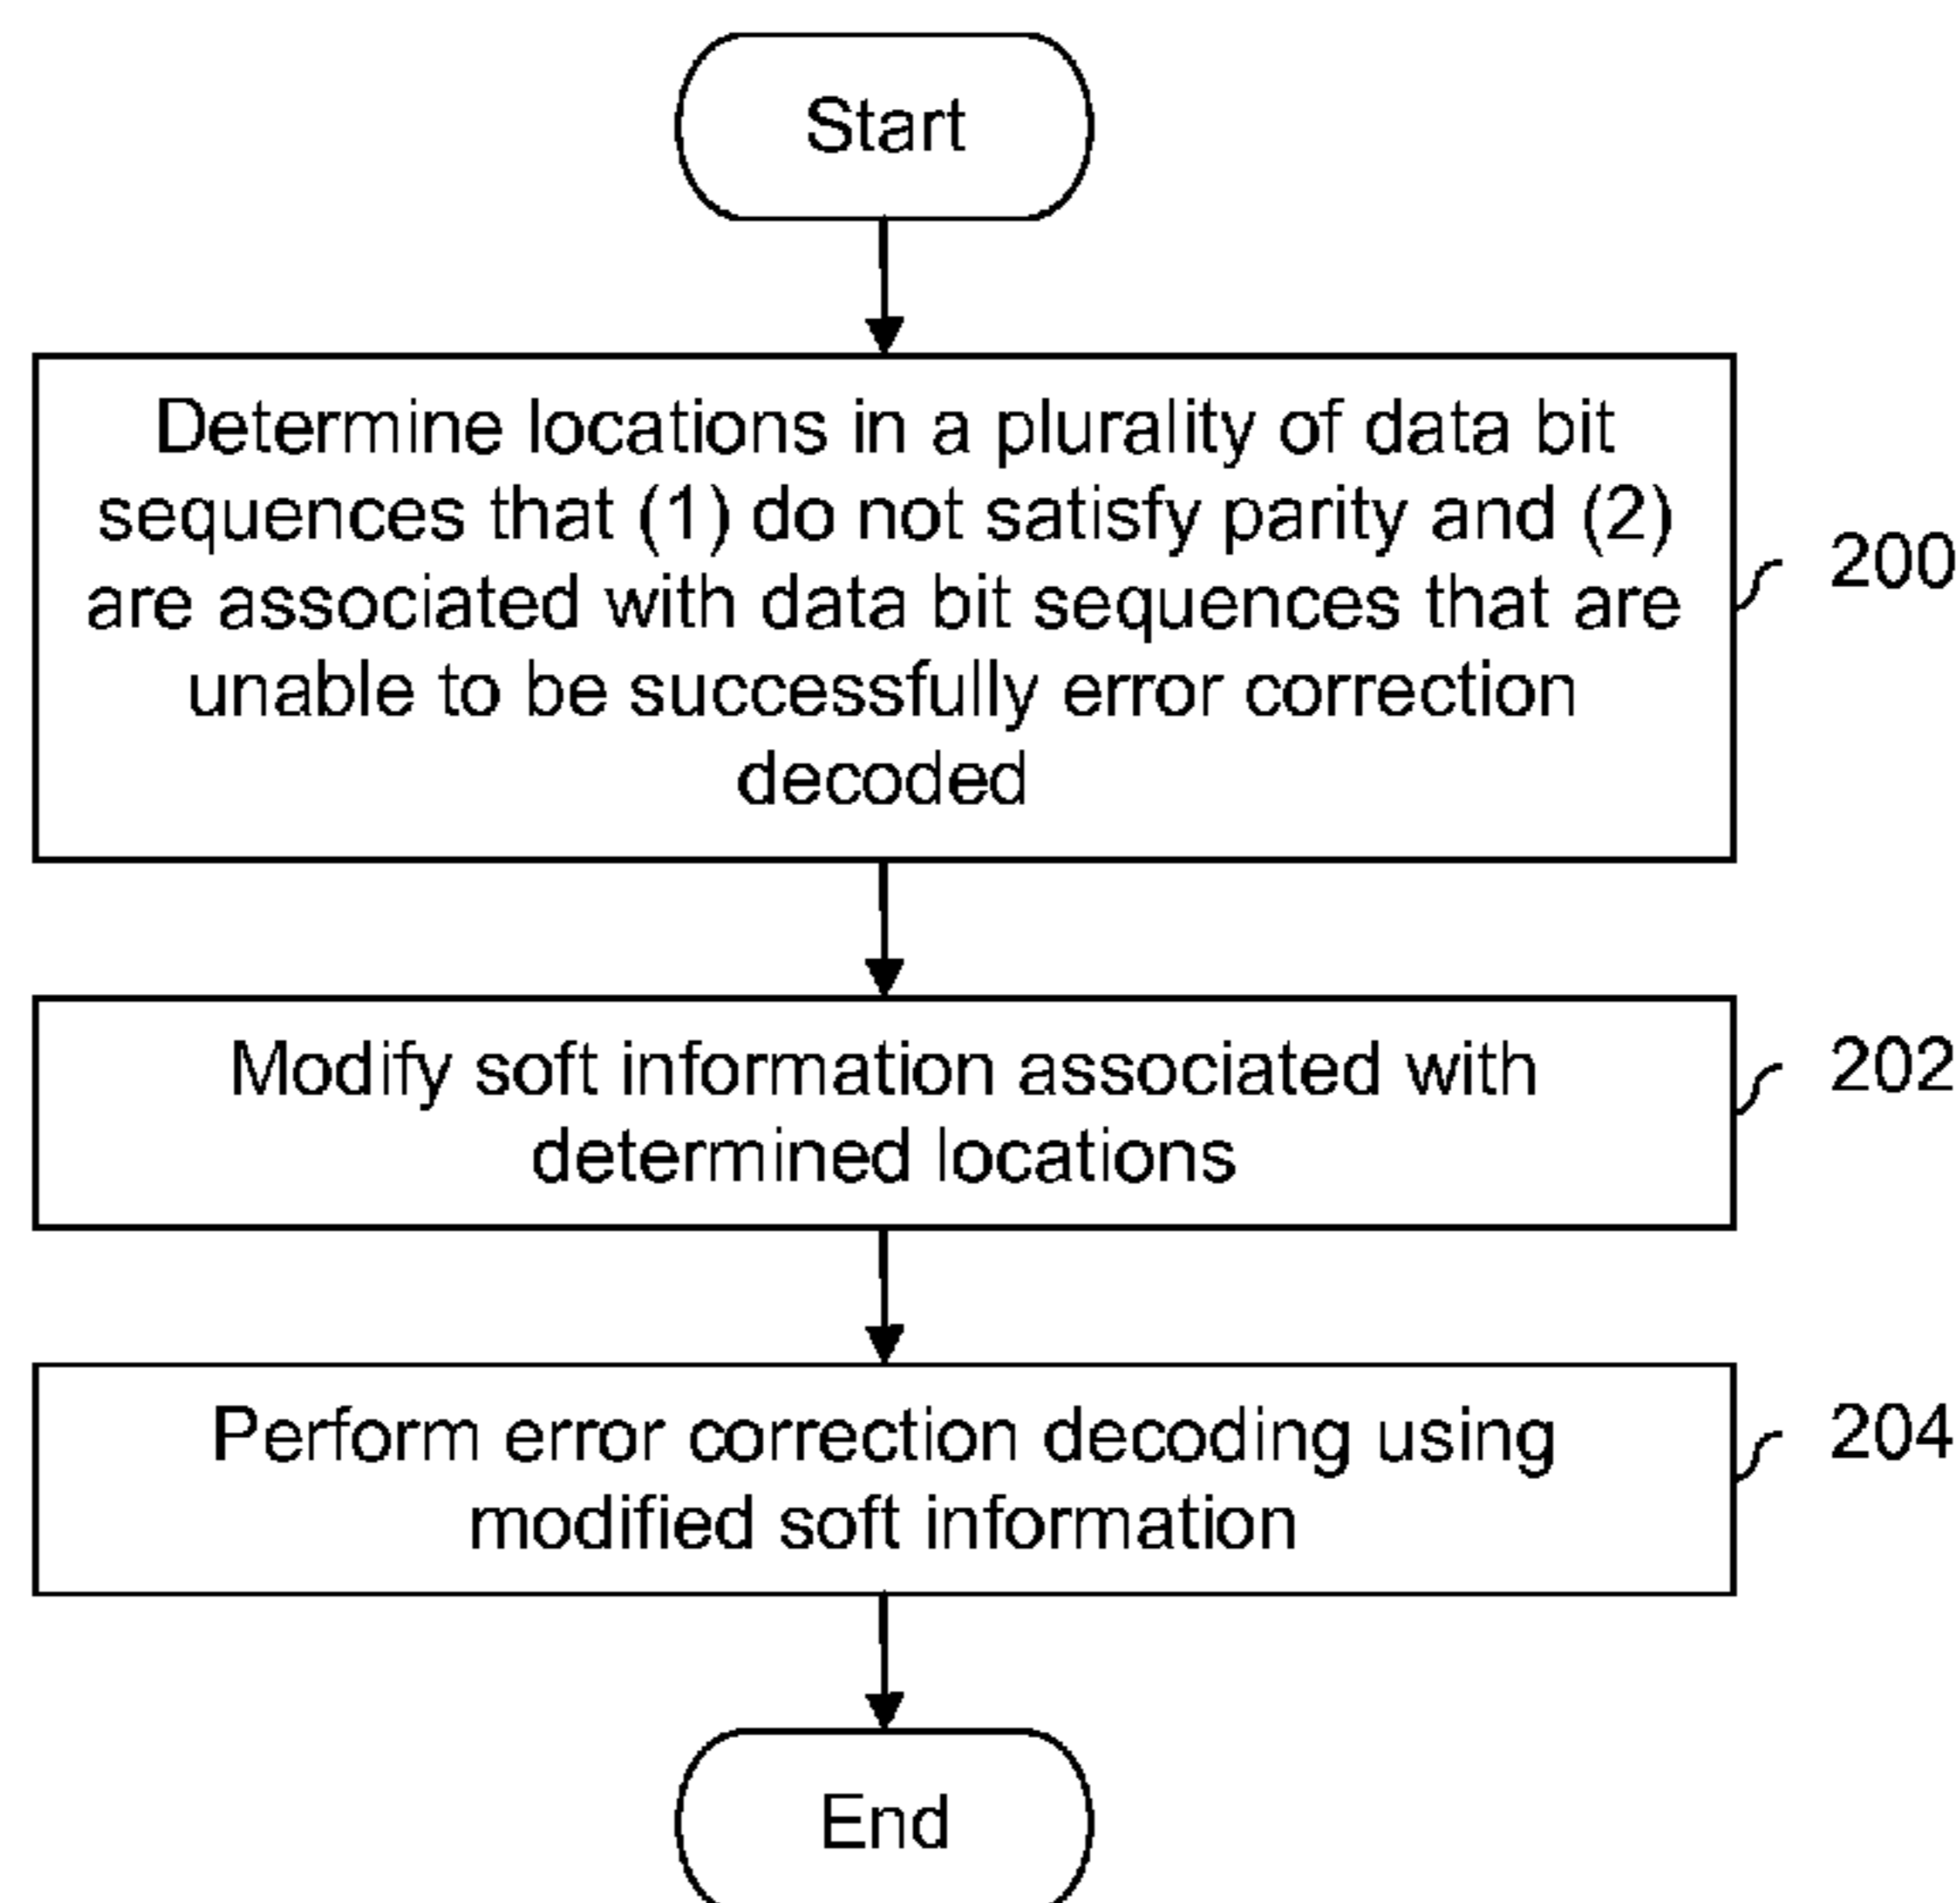 Start
Determine locations in a plurality of data bit
sequences that (1) do not satisfy parity and (2)
are associated with data bit sequences that are
unable to be successfully error correction
decoded
200
Modify soft information associated with
determined locations
202
Perform error correction decoding using
modified soft information
204
End